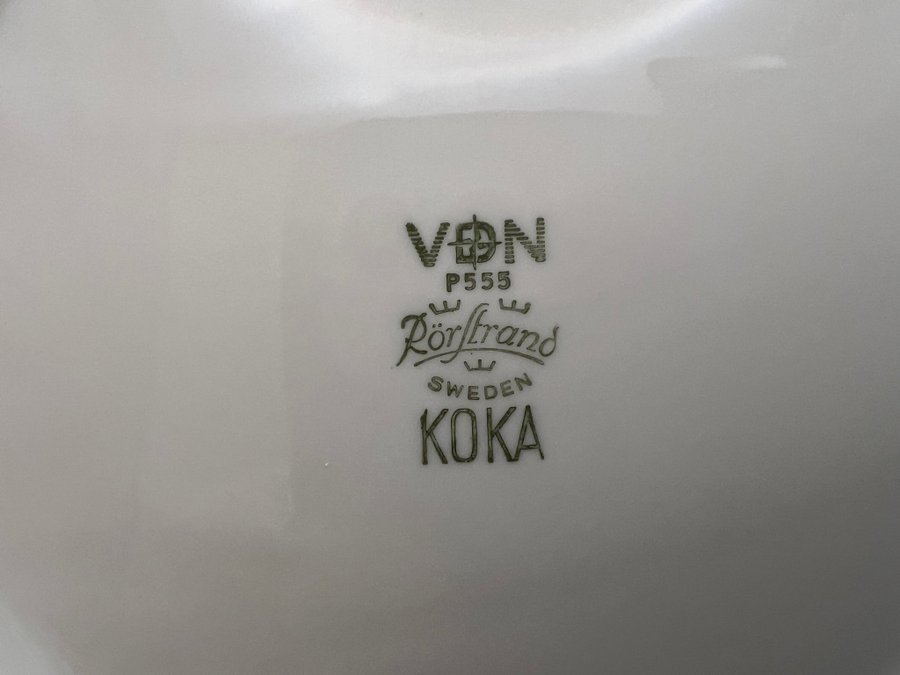 VDN
P555
Rörstrand
SWEDEN
KOKA